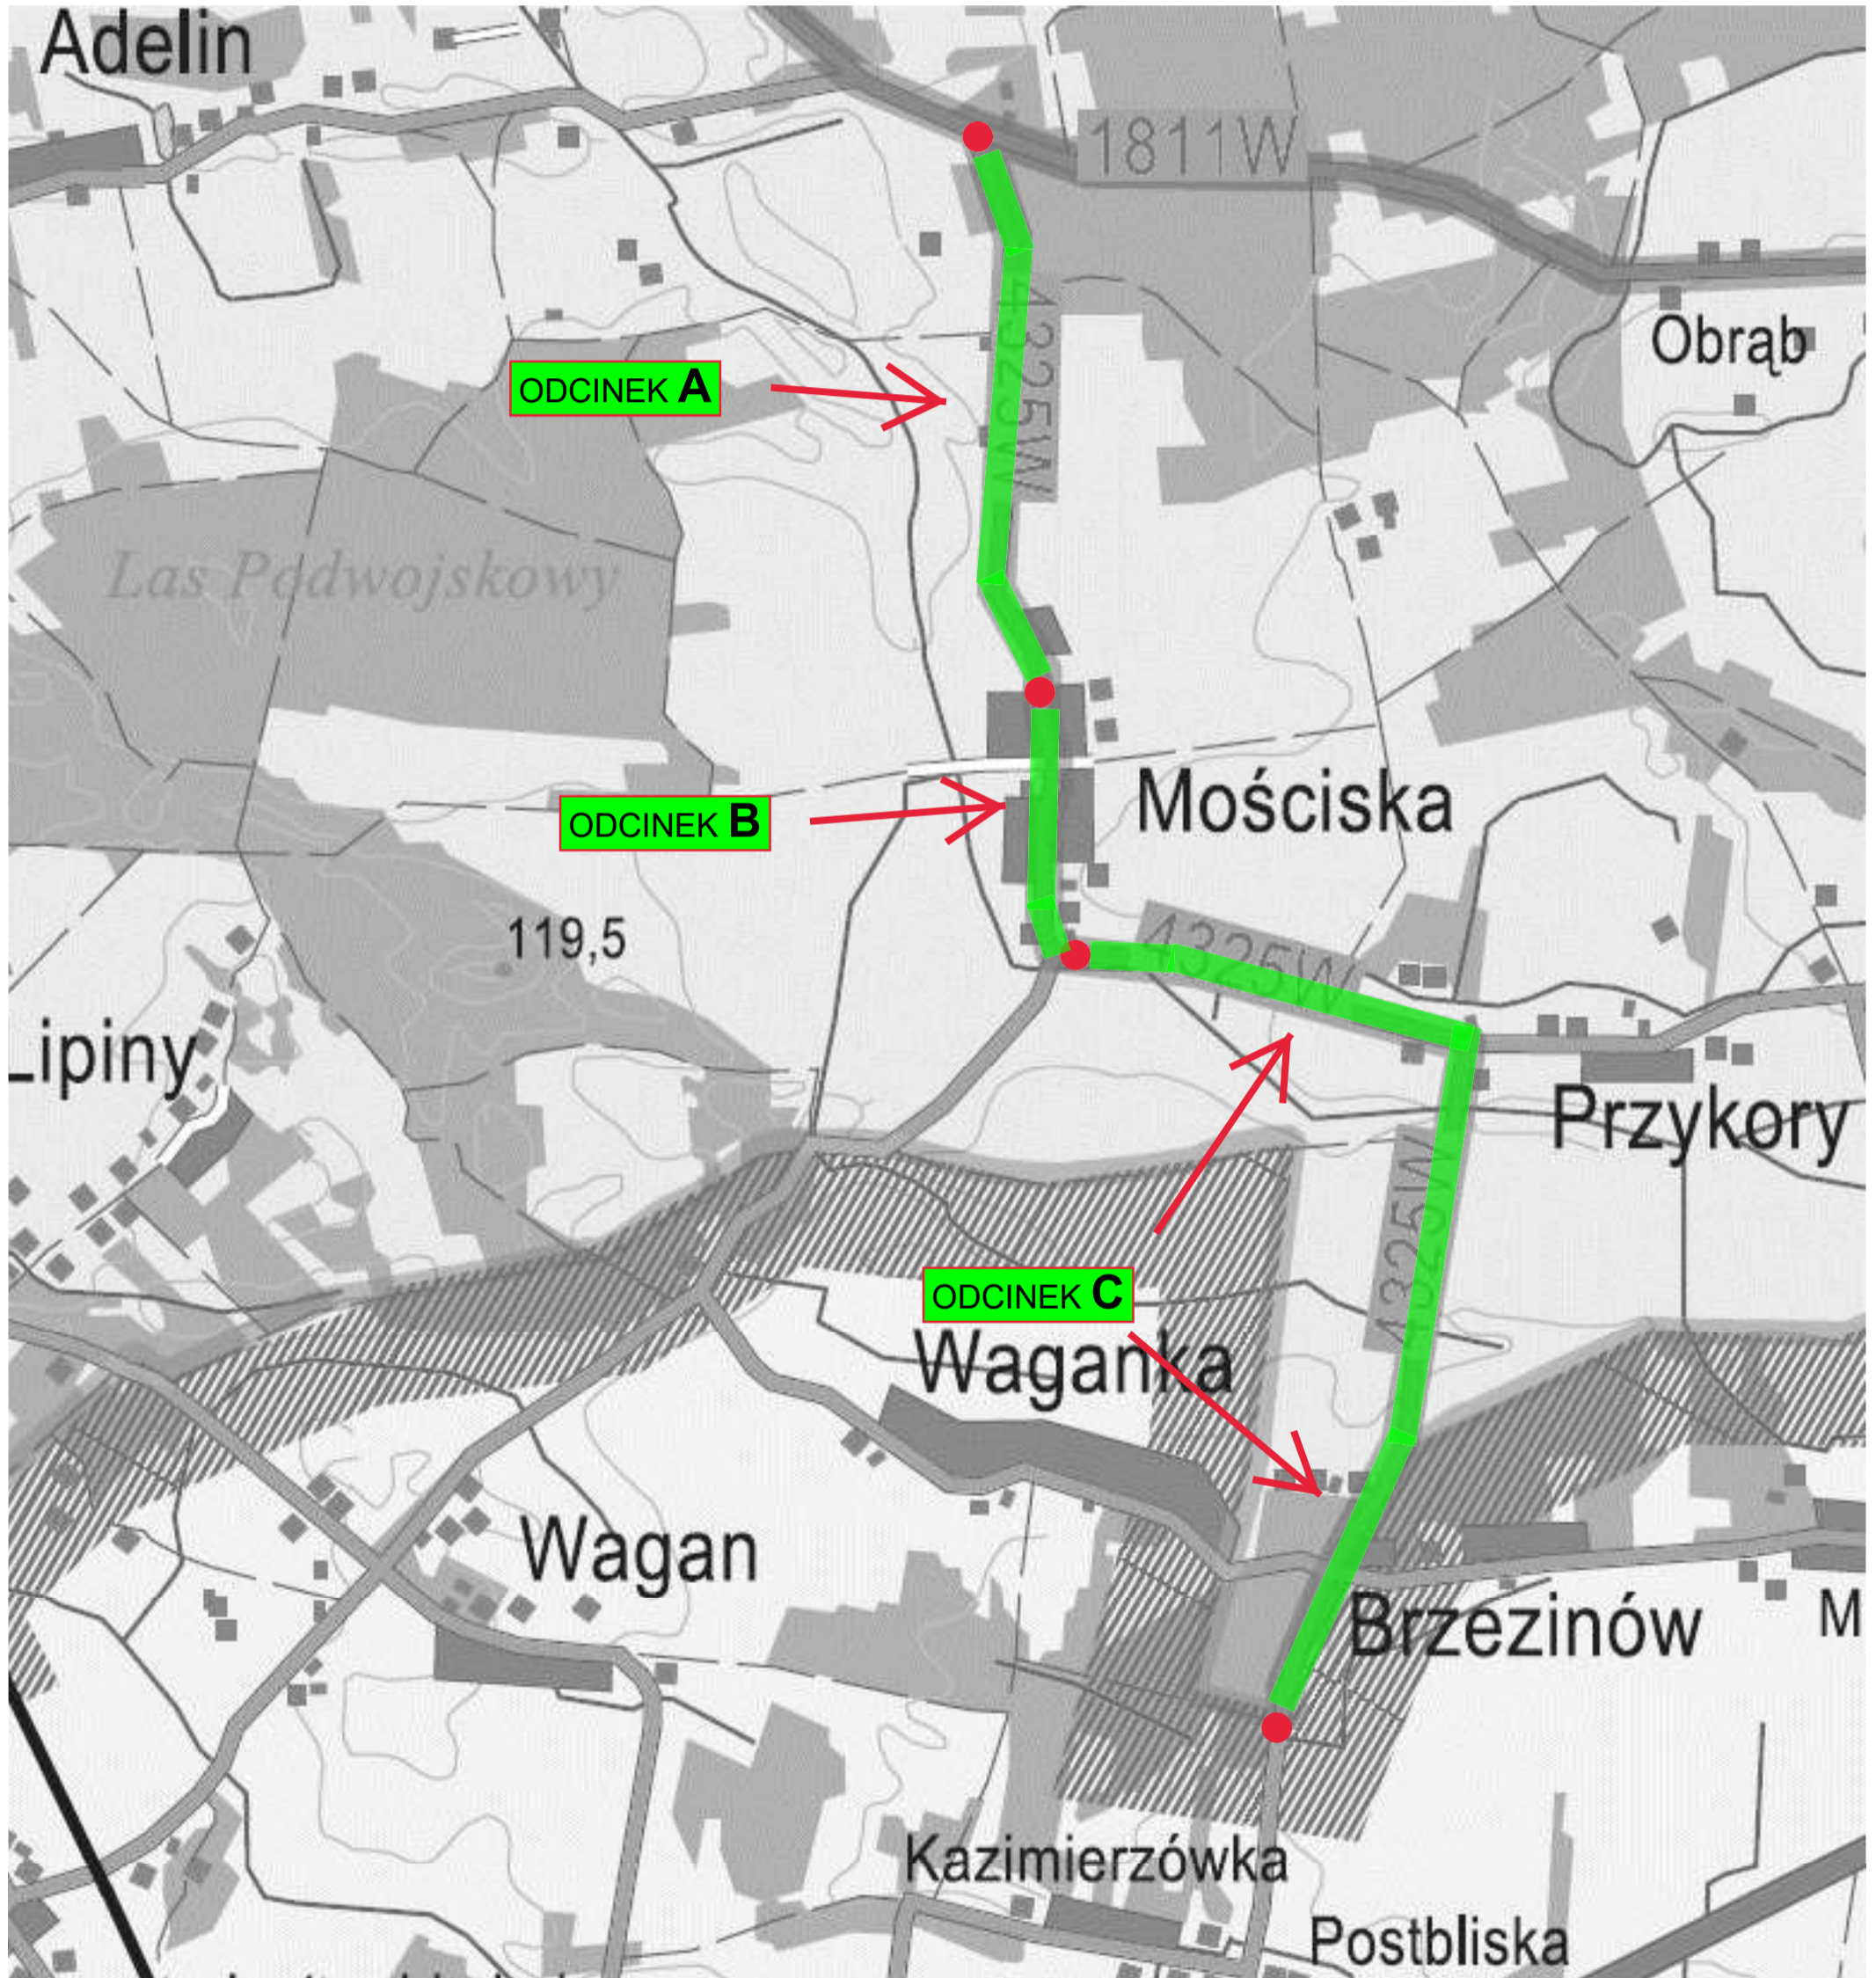 Adelin
1811W
Obrąb
4325W
ODCINEK A
Las Podwojskowy
ODCINEK B
Mościska
119,5
4325W
Lipiny
Przykory
4325W
ODCINEK C
Waganka
Wagan
Brzezinów
M
Kazimierzówka
Postbliska